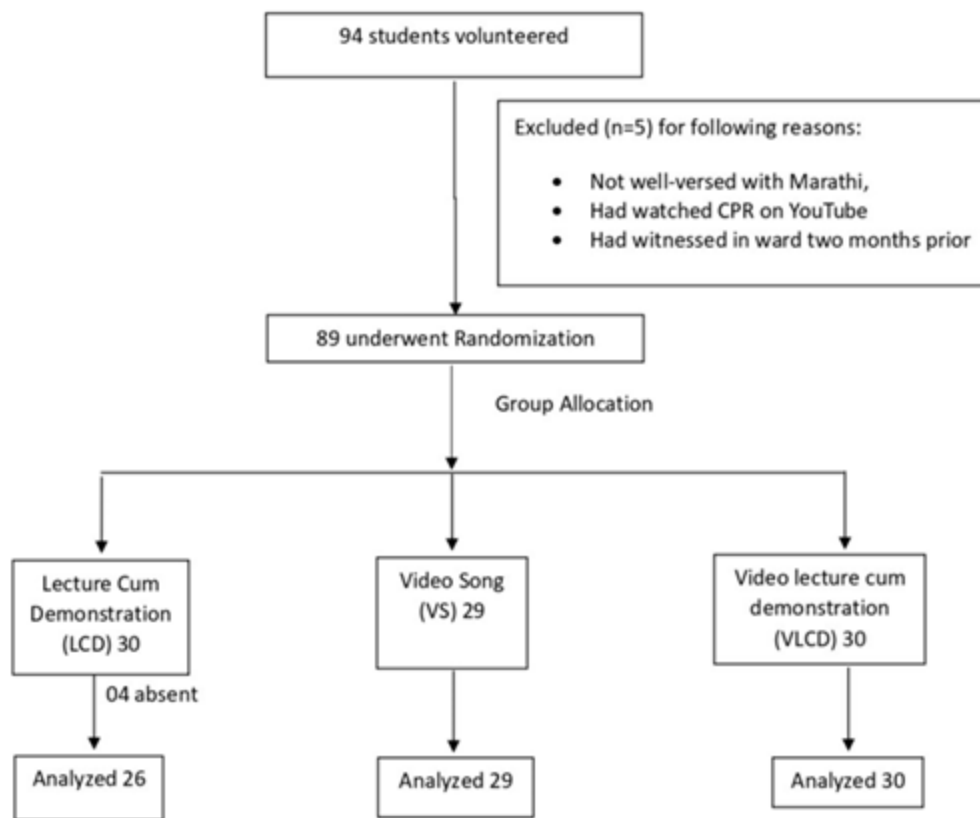 94 students volunteered
Excluded (n=5) for following reasons:
• Not well-versed with Marathi,
• Had watched CPR on YouTube
• Had witnessed in ward two months prior
89 underwent Randomization
Group Allocation
Lecture Cum
Demonstration
(LCD) 30
Video Song
(VS) 29
Video lecture cum
demonstration
(VLCD) 30
04 absent
Analyzed 26
Analyzed 29
Analyzed 30